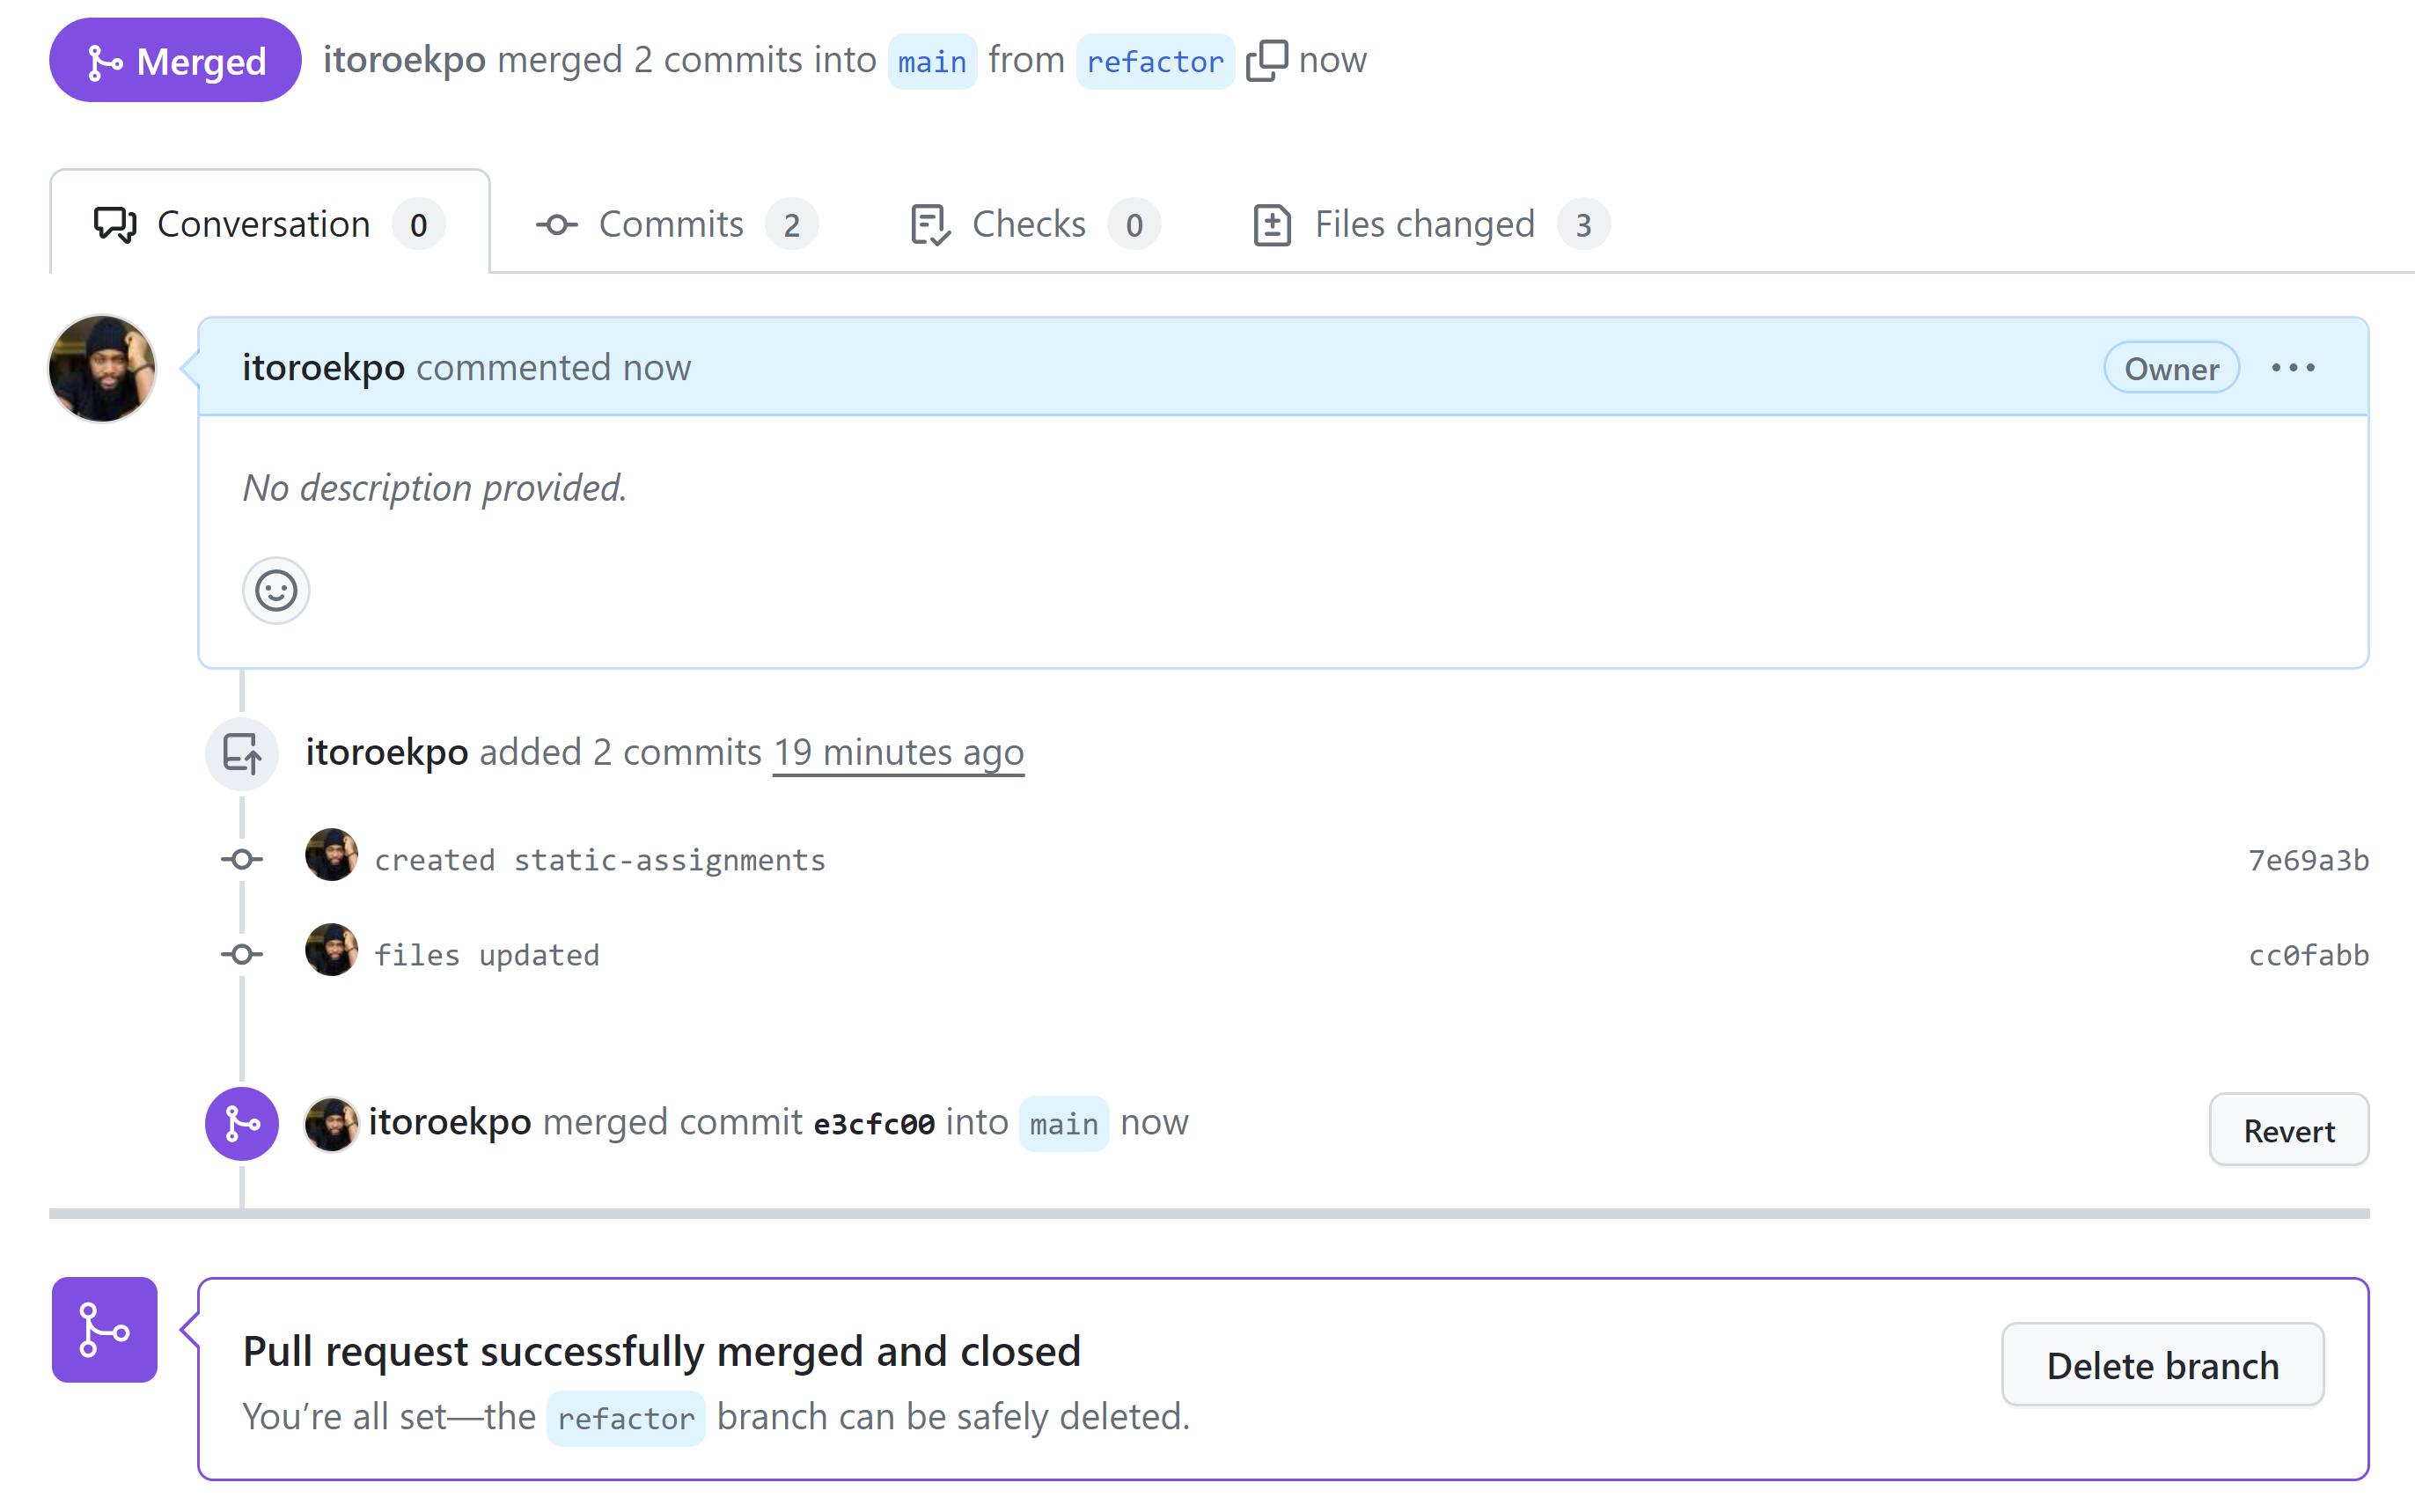 Merged itoroekpo merged 2 commits into main from refactor now
Conversation 0 Commits 2 Checks 0 Files changed 3
itoroekpo commented now Owner ...
No description provided.
itoroekpo added 2 commits 19 minutes ago
created static-assignments 7e69a3b
files updated cc0fabb
itoroekpo merged commit e3cfc00 into main now Revert
Pull request successfully merged and closed
Delete branch
You’re all set—the refactor branch can be safely deleted.